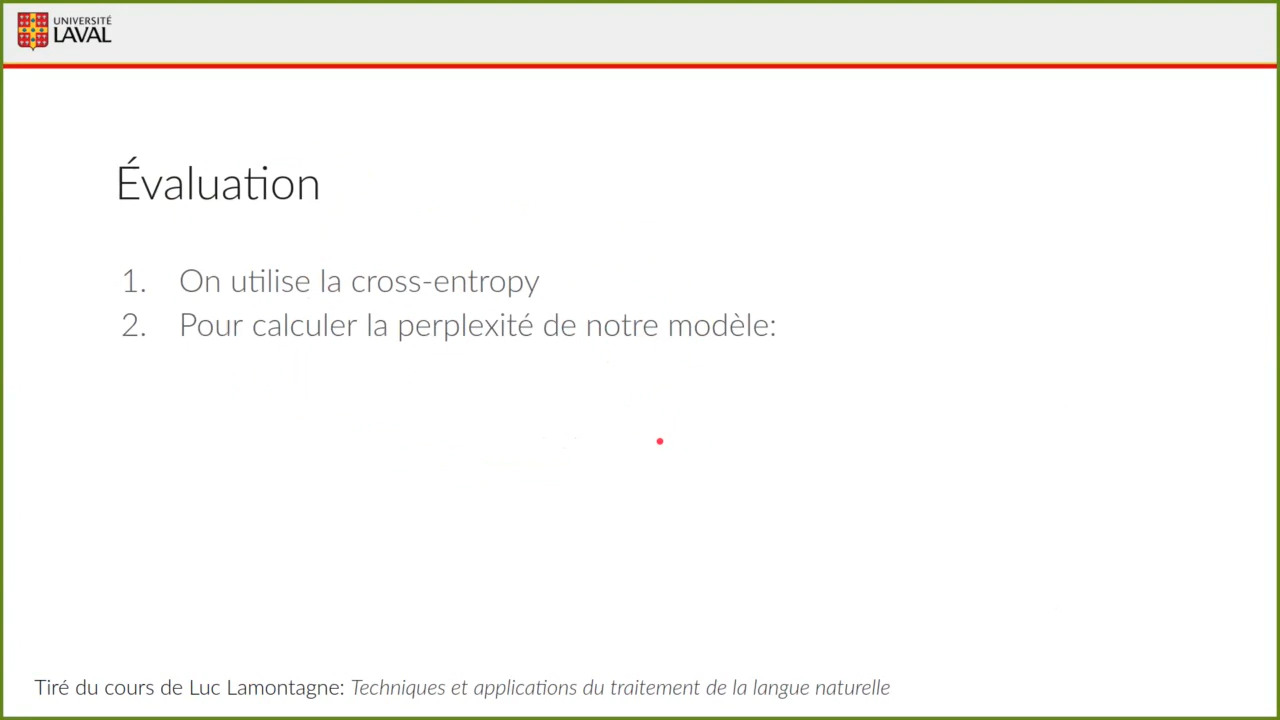 UNIVERSITÉ
LAVAL
Évaluation
1. On utilise la cross-entropy
2. Pour calculer la perplexité de notre modèle:
Tiré du cours de Luc Lamontagne: Techniques et applications du traitement de la langue naturelle